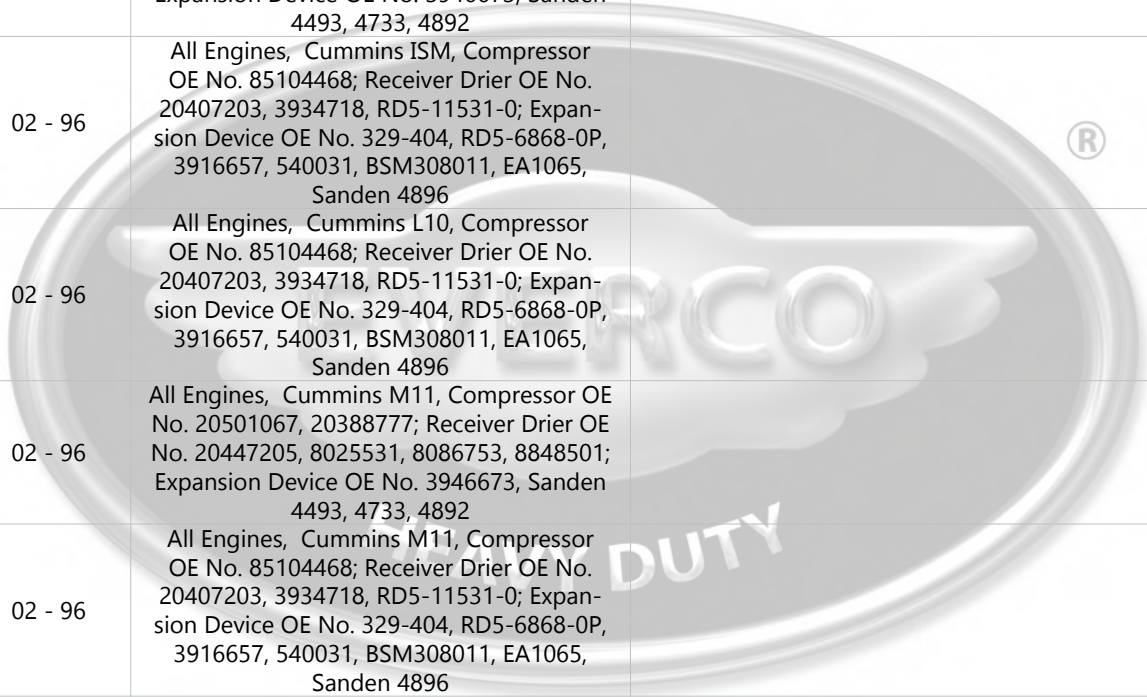 Expansion Device OE No. 3946673, Sanden
4493, 4733, 4892
02 - 96
All Engines,  Cummins ISM, Compressor
OE No. 85104468; Receiver Drier OE No.
20407203, 3934718, RD5-11531-0; Expan-
sion Device OE No. 329-404, RD5-6868-0P,
3916657, 540031, BSM308011, EA1065,
Sanden 4896
02 - 96
All Engines,  Cummins L10, Compressor
OE No. 85104468; Receiver Drier OE No.
20407203, 3934718, RD5-11531-0; Expan-
sion Device OE No. 329-404, RD5-6868-0P,
3916657, 540031, BSM308011, EA1065,
Sanden 4896
02 - 96
All Engines,  Cummins M11, Compressor OE
No. 20501067, 20388777; Receiver Drier OE
No. 20447205, 8025531, 8086753, 8848501;
Expansion Device OE No. 3946673, Sanden
4493, 4733, 4892
02 - 96
All Engines,  Cummins M11, Compressor
OE No. 85104468; Receiver Drier OE No.
20407203, 3934718, RD5-11531-0; Expan-
sion Device OE No. 329-404, RD5-6868-0P,
3916657, 540031, BSM308011, EA1065,
Sanden 4896
EVERCO
®
HEAVY DUTY